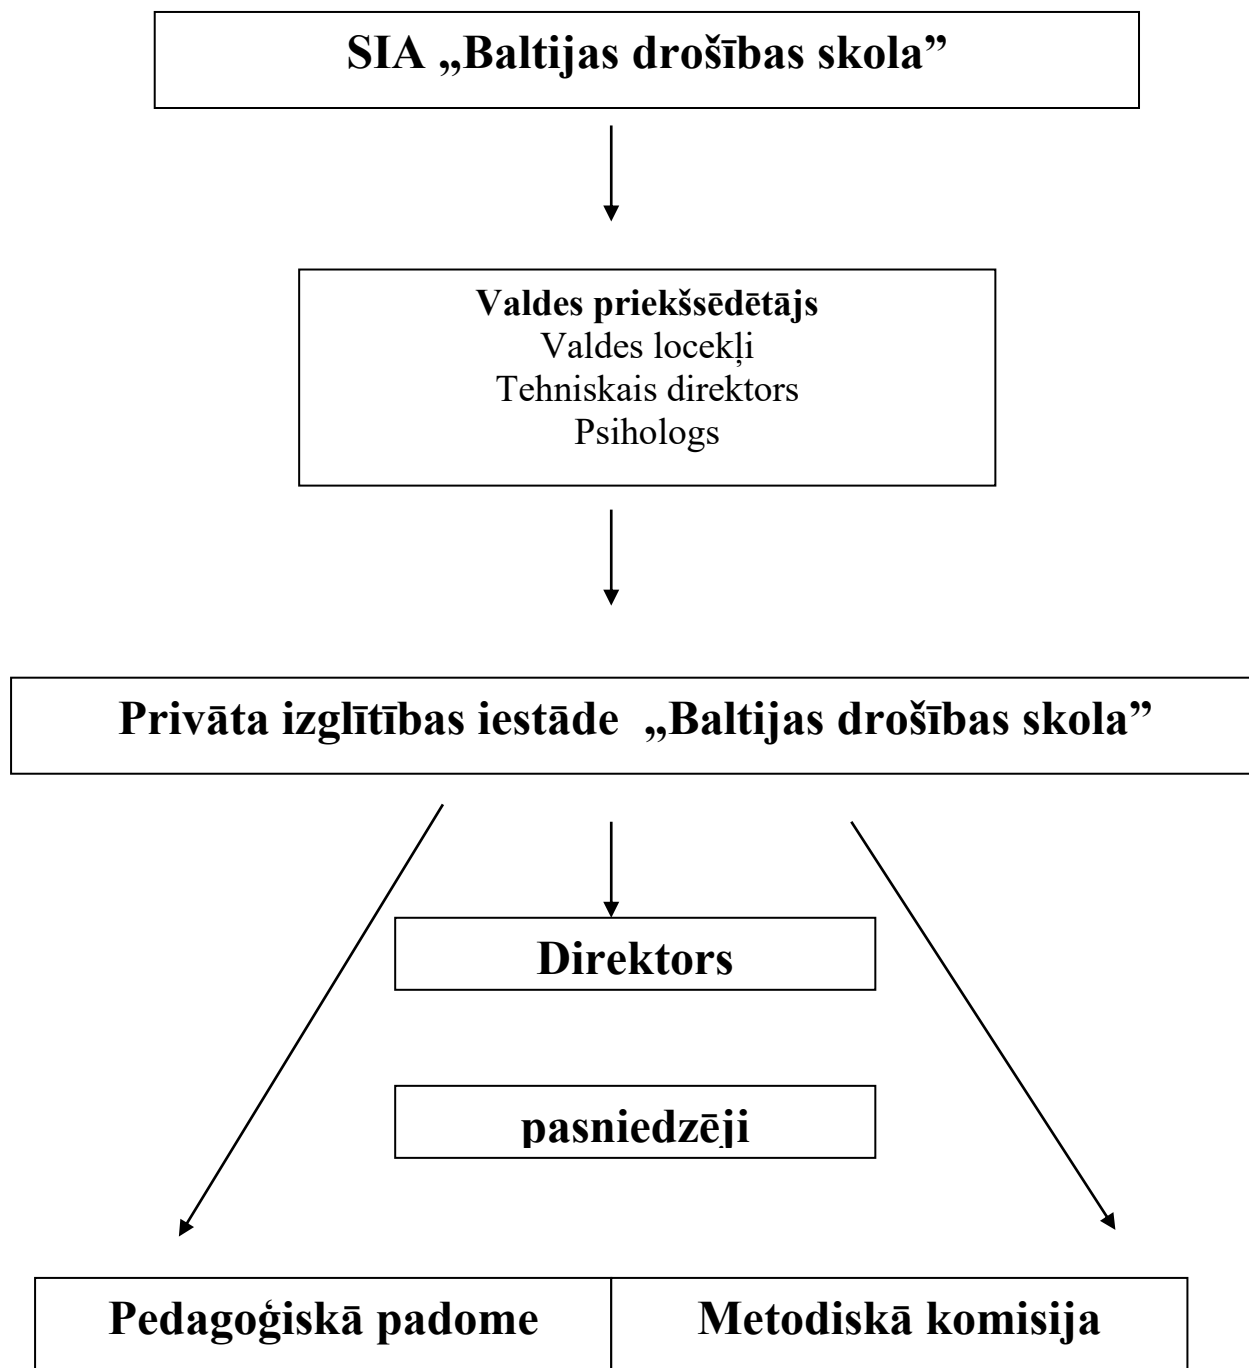 SIA „Baltijas drošības skola”
Valdes priekšsēdētājs
Valdes locekļi
Tehniskais direktors
Psihologs
Privāta izglītības iestāde „Baltijas drošības skola”
Direktors
pasniedzēji
Pedagoģiskā padome
Metodiskā komisija